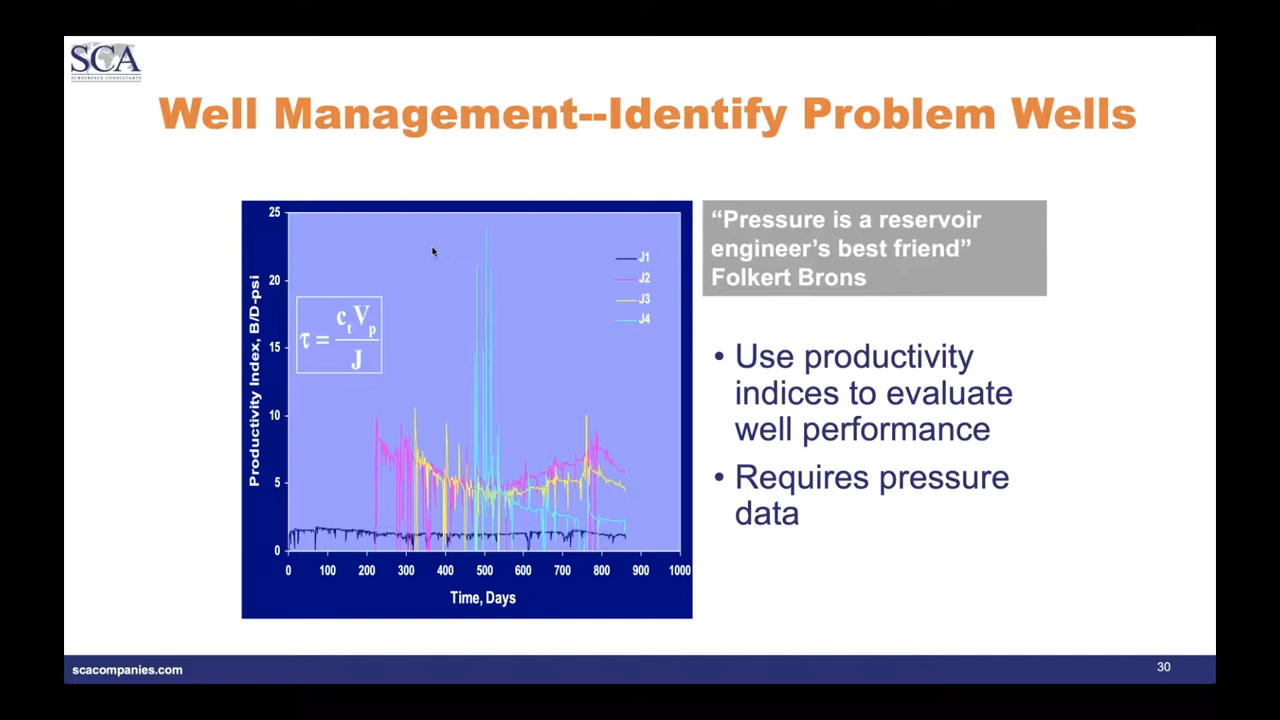 SCA
SUBSURFACE CONSULTANTS
Well Management--Identify Problem Wells
25
20
15
10
5
0
Productivity Index, B/D-psi
τ = c_t V_p / J
J1
J2
J3
J4
0 100 200 300 400 500 600 700 800 900 1000
Time, Days
“Pressure is a reservoir
engineer’s best friend”
Folkert Brons
• Use productivity
indices to evaluate
well performance
• Requires pressure
data
scacompanies.com
30